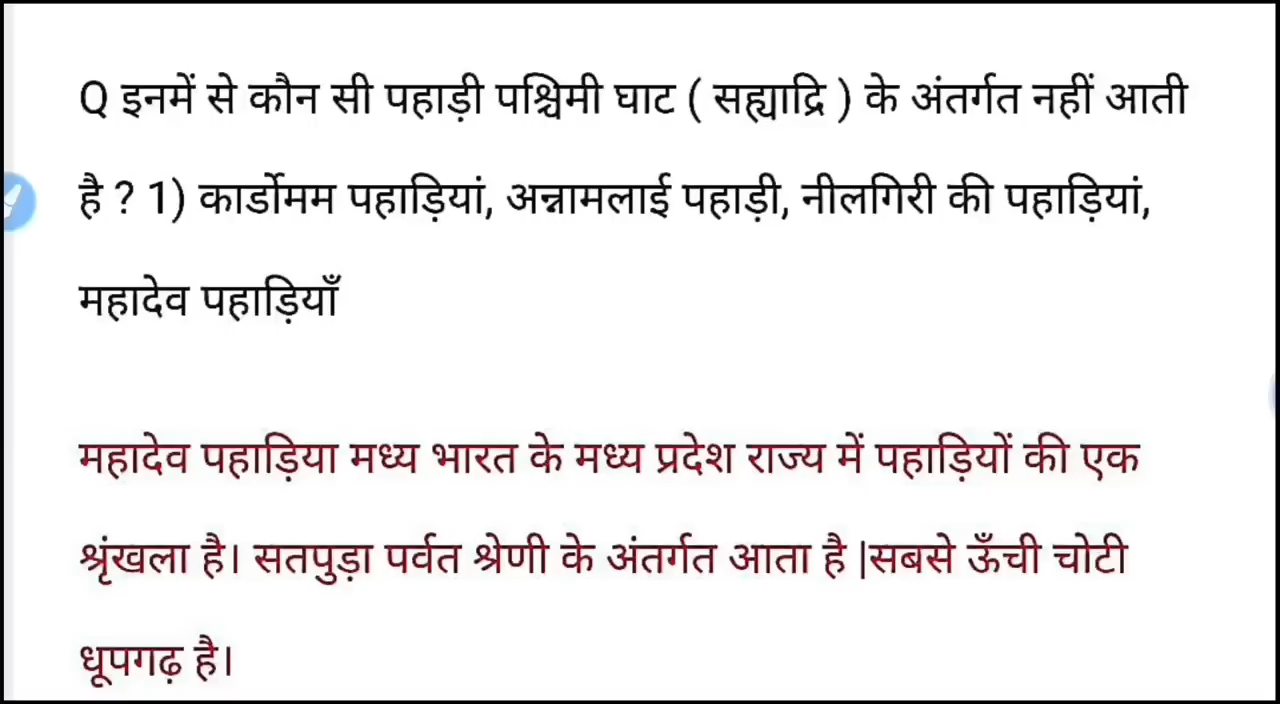 Q इनमें से कौन सी पहाड़ी पश्चिमी घाट ( सह्याद्रि ) के अंतर्गत नहीं आती
है ? 1) कार्डोमम पहाड़ियां, अन्नामलाई पहाड़ी, नीलगिरी की पहाड़ियां,
महादेव पहाड़ियाँ
महादेव पहाड़िया मध्य भारत के मध्य प्रदेश राज्य में पहाड़ियों की एक
श्रृंखला है। सतपुड़ा पर्वत श्रेणी के अंतर्गत आता है |सबसे ऊँची चोटी
धूपगढ़ है।